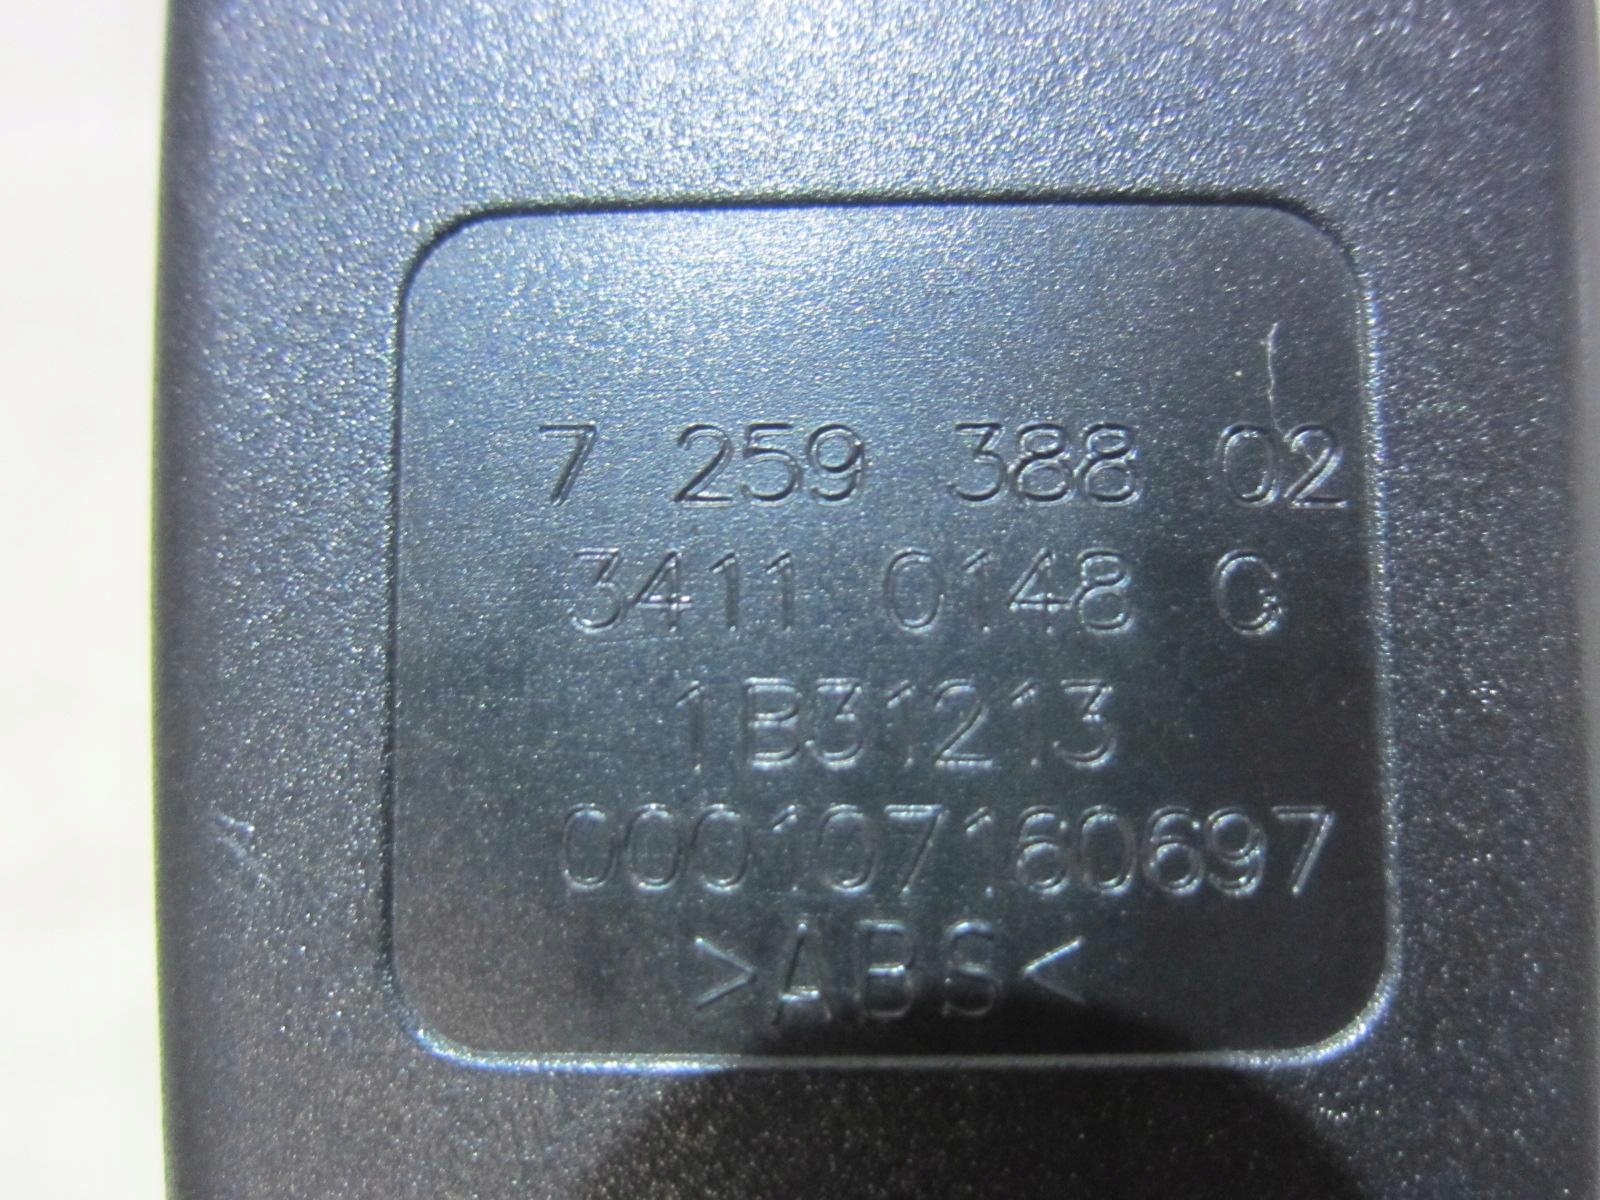 7 259 388 02
3411 0148 C
1B31213
000107160697
>ABS<